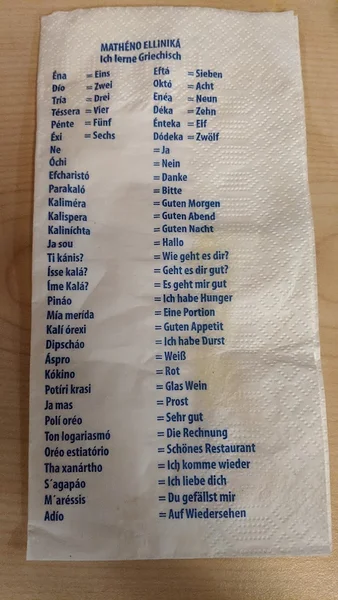 MATHÉNO ELLINIKÁ
Ich lerne Griechisch
Éna = Eins Eftá = Sieben
Dío = Zwei Októ = Acht
Tría = Drei Enéa = Neun
Téssera = Vier Déka = Zehn
Pénte = Fünf Énteka = Elf
Éxi = Sechs Dódeka = Zwölf
Ne = Ja
Óchi = Nein
Efcharistó = Danke
Parakaló = Bitte
Kaliméra = Guten Morgen
Kalispera = Guten Abend
Kaliníchta = Guten Nacht
Ja sou = Hallo
Ti kánis? = Wie geht es dir?
Ísse kalá? = Geht es dir gut?
Íme Kalá? = Es geht mir gut
Pináo = Ich habe Hunger
Mía merída = Eine Portion
Kalí órexi = Guten Appetit
Dipscháo = Ich habe Durst
Áspro = Weiß
Kókino = Rot
Potíri krasi = Glas Wein
Ja mas = Prost
Polí oréo = Sehr gut
Ton logariasmó = Die Rechnung
Oréo estiatório = Schönes Restaurant
Tha xanártho = Ich komme wieder
S´agapáo = Ich liebe dich
M´aréssis = Du gefällst mir
Adío = Auf Wiedersehen